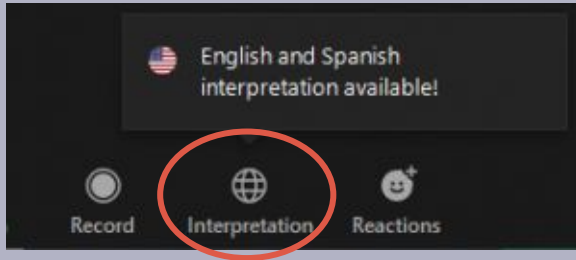 English and Spanish
interpretation available!
Record
Interpretation
Reactions